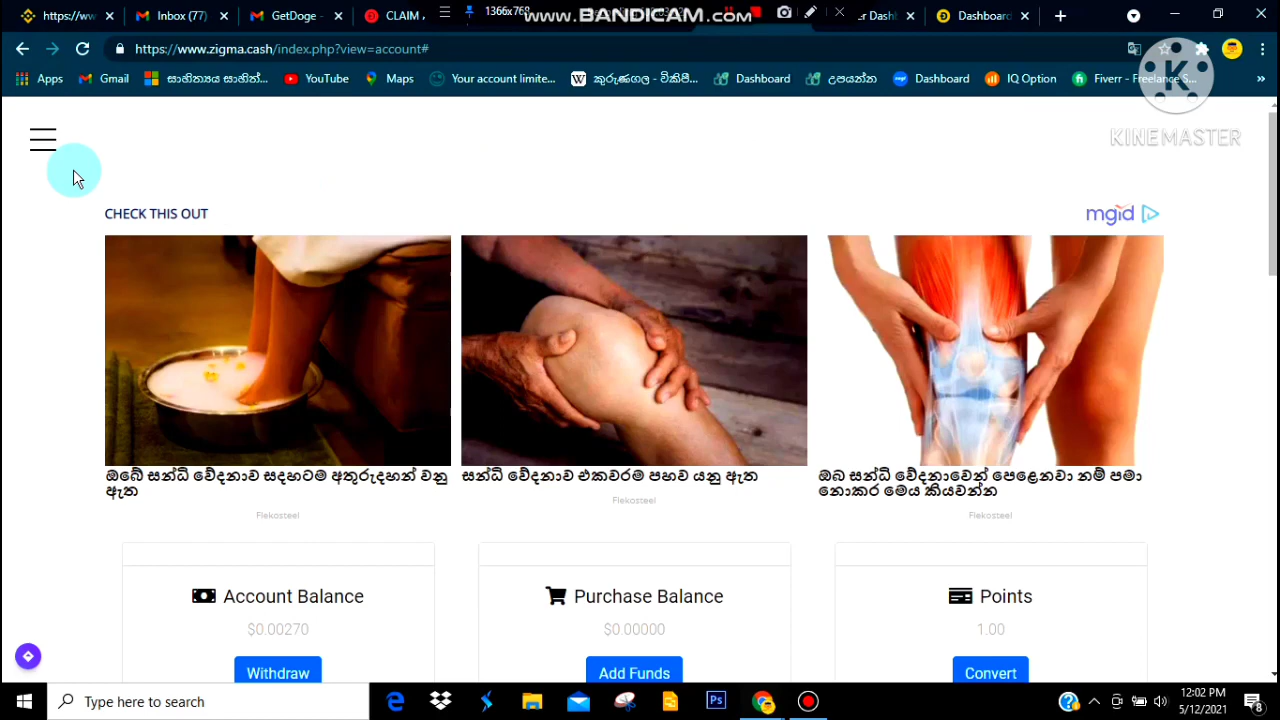 https://ww
Inbox (77)
GetDoge -
CLAIM
1366x768
www.BANDICAM.com
er Dash
Dashboard
https://www.zigma.cash/index.php?view=account#
Apps
Gmail
සාහිත්‍යය සාහිත්...
YouTube
Maps
Your account limite...
කුරුණෑගල - විකිපී...
Dashboard
උපයන්න
Dashboard
IQ Option
Fiverr - Freelance S...
KINEMASTER
CHECK THIS OUT
mgid
ඔබේ සන්ධි වේදනාව සදහටම අතුරුදහන් වනු
ඇත
Flekosteel
සන්ධි වේදනාව එකවරම පහව යනු ඇත
Flekosteel
ඔබ සන්ධි වේදනාවෙන් පෙළෙනවා නම් පමා
නොකර මෙය කියවන්න
Flekosteel
Account Balance
$0.00270
Withdraw
Purchase Balance
$0.00000
Add Funds
Points
1.00
Convert
Type here to search
12:02 PM
5/12/2021